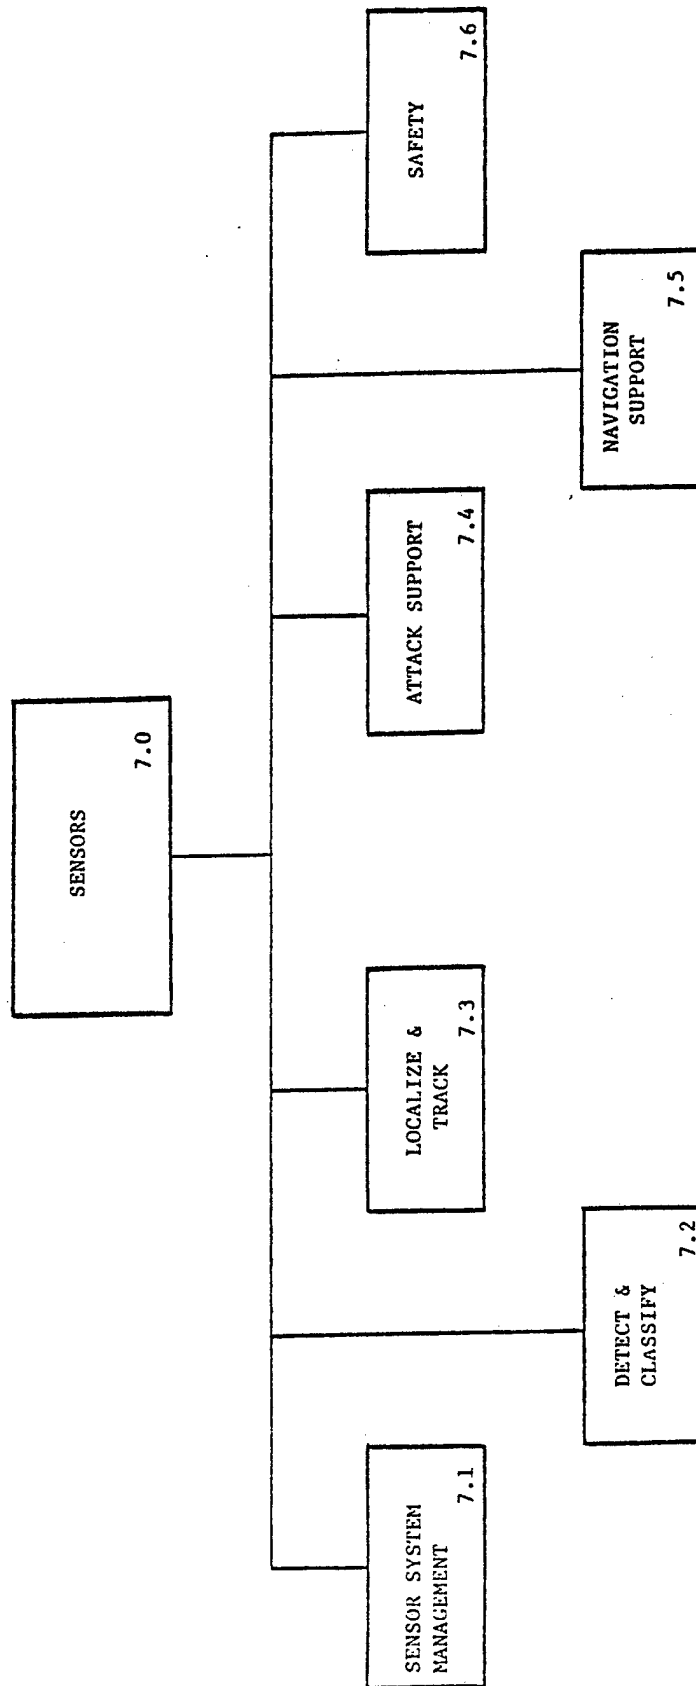 SENSORS
7.0
SENSOR SYSTEM
MANAGEMENT
7.1
DETECT &
CLASSIFY
7.2
LOCALIZE &
TRACK
7.3
ATTACK SUPPORT
7.4
NAVIGATION
SUPPORT
7.5
SAFETY
7.6